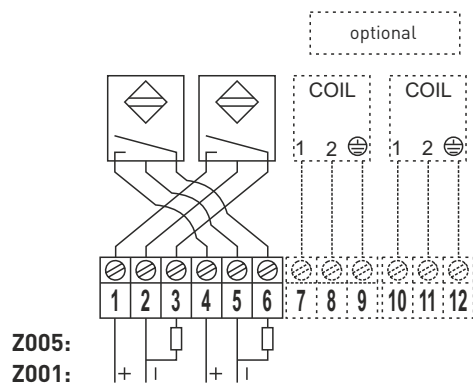 optional
COIL COIL
1 2 1 2
1 2 3 4 5 6 7 8 9 10 11 12
Z005:
Z001: + − + −